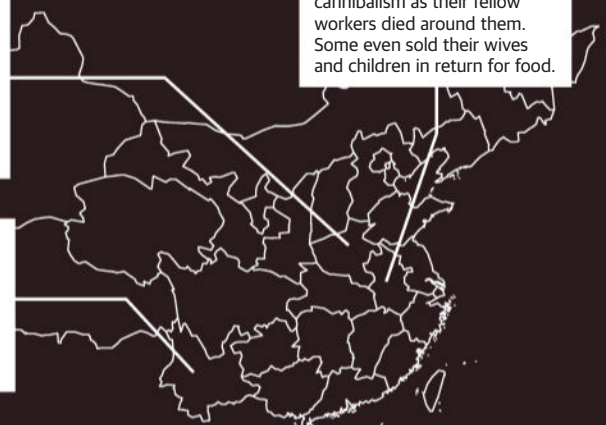 cannibalism as their fellow
workers died around them.
Some even sold their wives
and children in return for food.